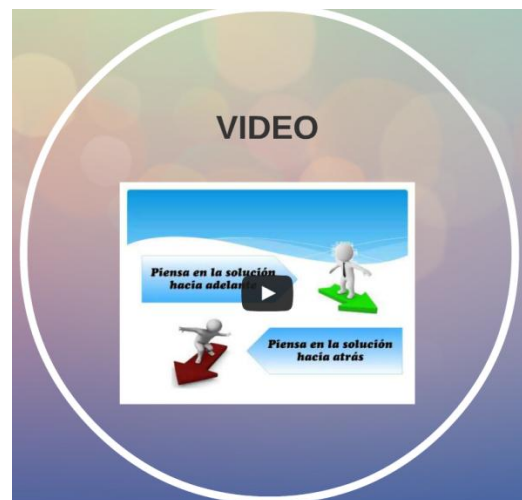 VIDEO
Piensa en la solución
hacia adelante
Piensa en la solución
hacia atrás